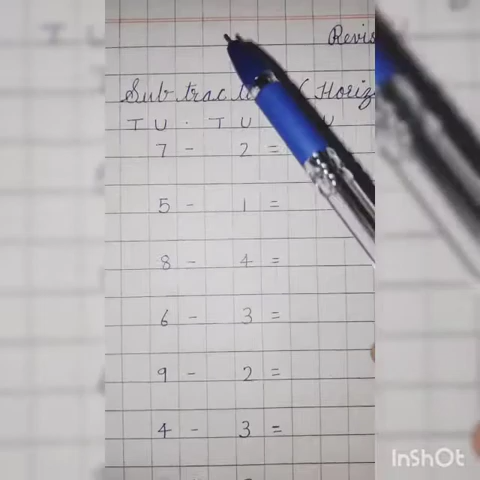 Subtrac (Horiz
T U . T U U
7 - 2 =
5 - 1 =
8 - 4 =
6 - 3 =
9 - 2 =
4 - 3 =
InShOt